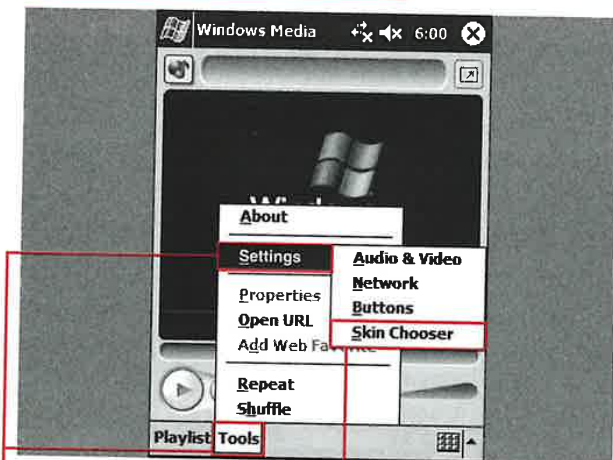 Windows Media 6:00
About
Settings
Audio & Video
Network
Properties
Buttons
Open URL
Skin Chooser
Add Web Favorite
Repeat
Shuffle
Playlist Tools